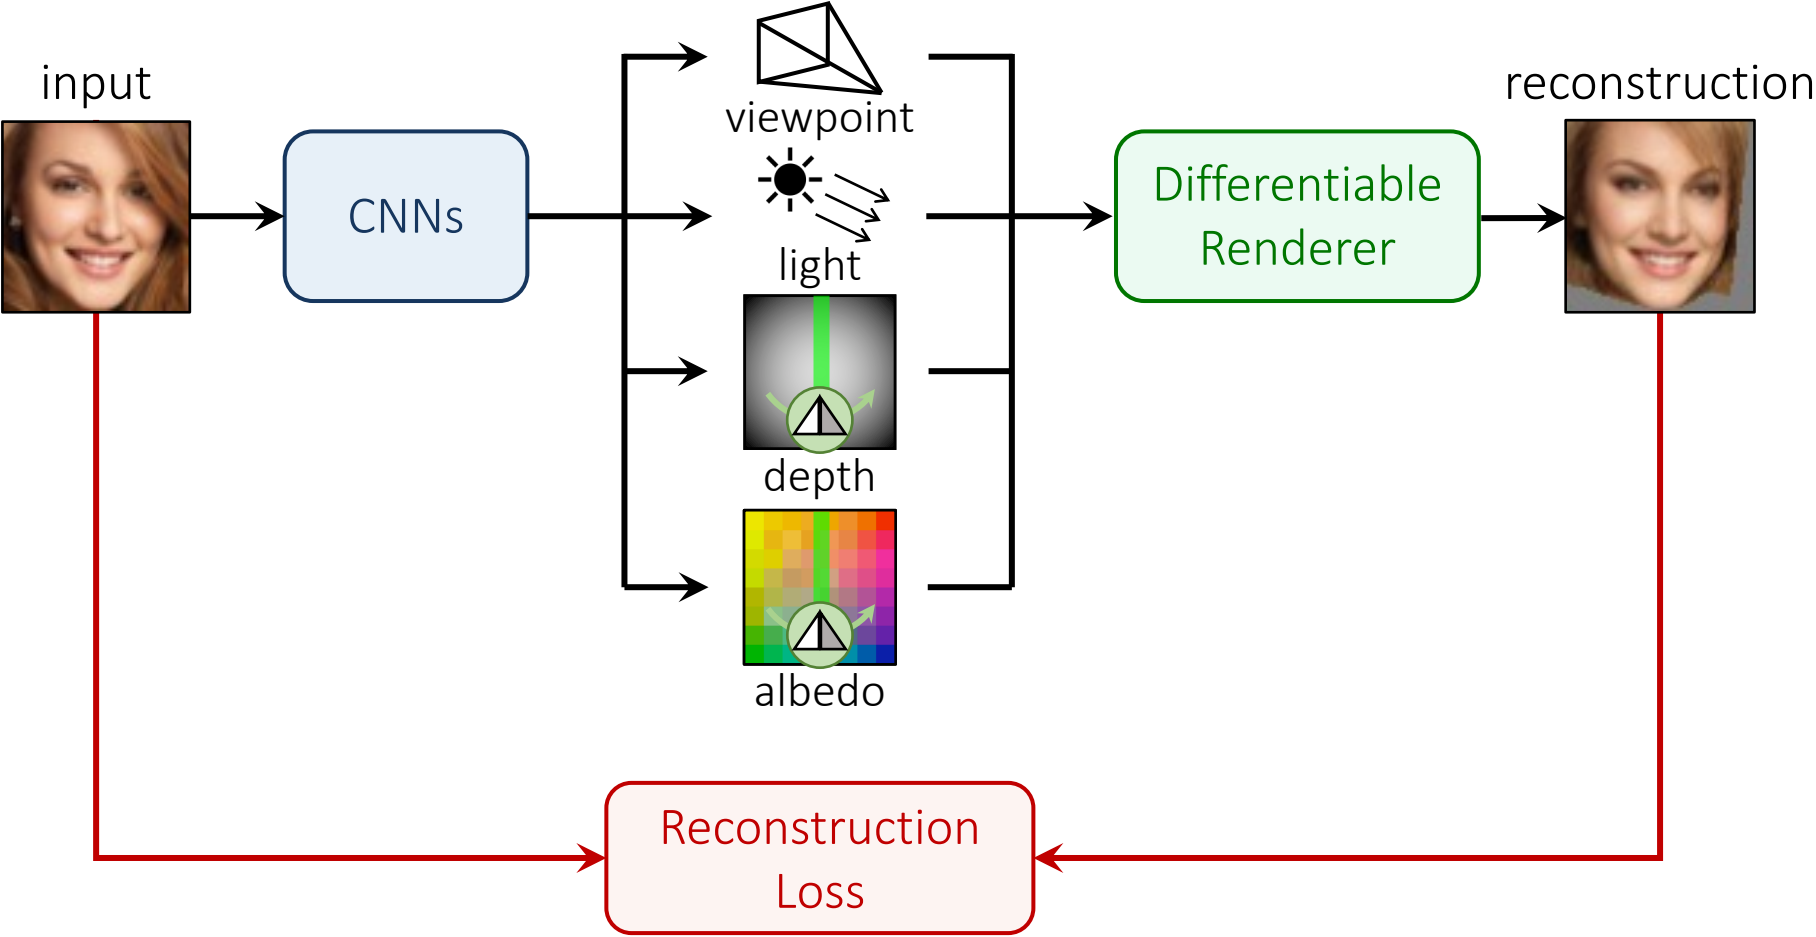 input
CNNs
viewpoint
light
depth
albedo
Differentiable
Renderer
reconstruction
Reconstruction
Loss